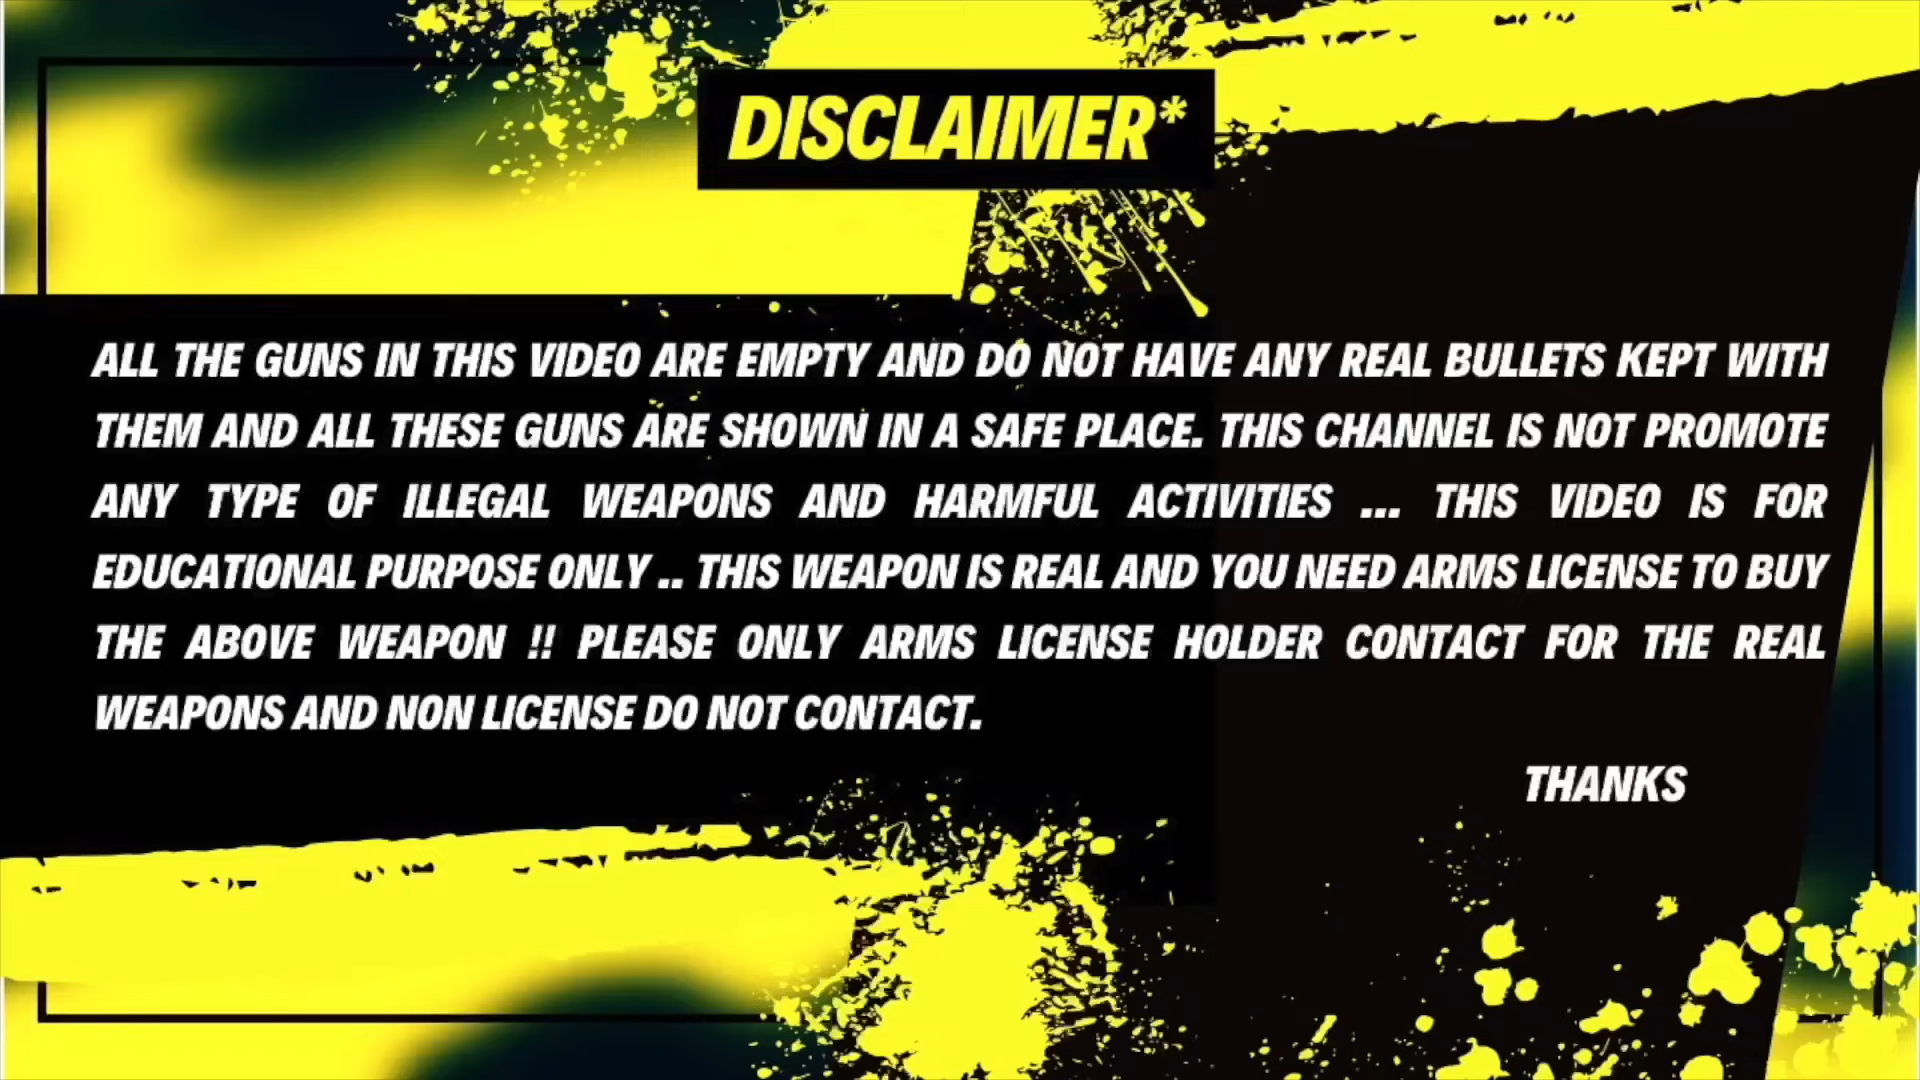 DISCLAIMER*
ALL THE GUNS IN THIS VIDEO ARE EMPTY AND DO NOT HAVE ANY REAL BULLETS KEPT WITH
THEM AND ALL THESE GUNS ARE SHOWN IN A SAFE PLACE. THIS CHANNEL IS NOT PROMOTE
ANY TYPE OF ILLEGAL WEAPONS AND HARMFUL ACTIVITIES ... THIS VIDEO IS FOR
EDUCATIONAL PURPOSE ONLY .. THIS WEAPON IS REAL AND YOU NEED ARMS LICENSE TO BUY
THE ABOVE WEAPON !! PLEASE ONLY ARMS LICENSE HOLDER CONTACT FOR THE REAL
WEAPONS AND NON LICENSE DO NOT CONTACT.
THANKS